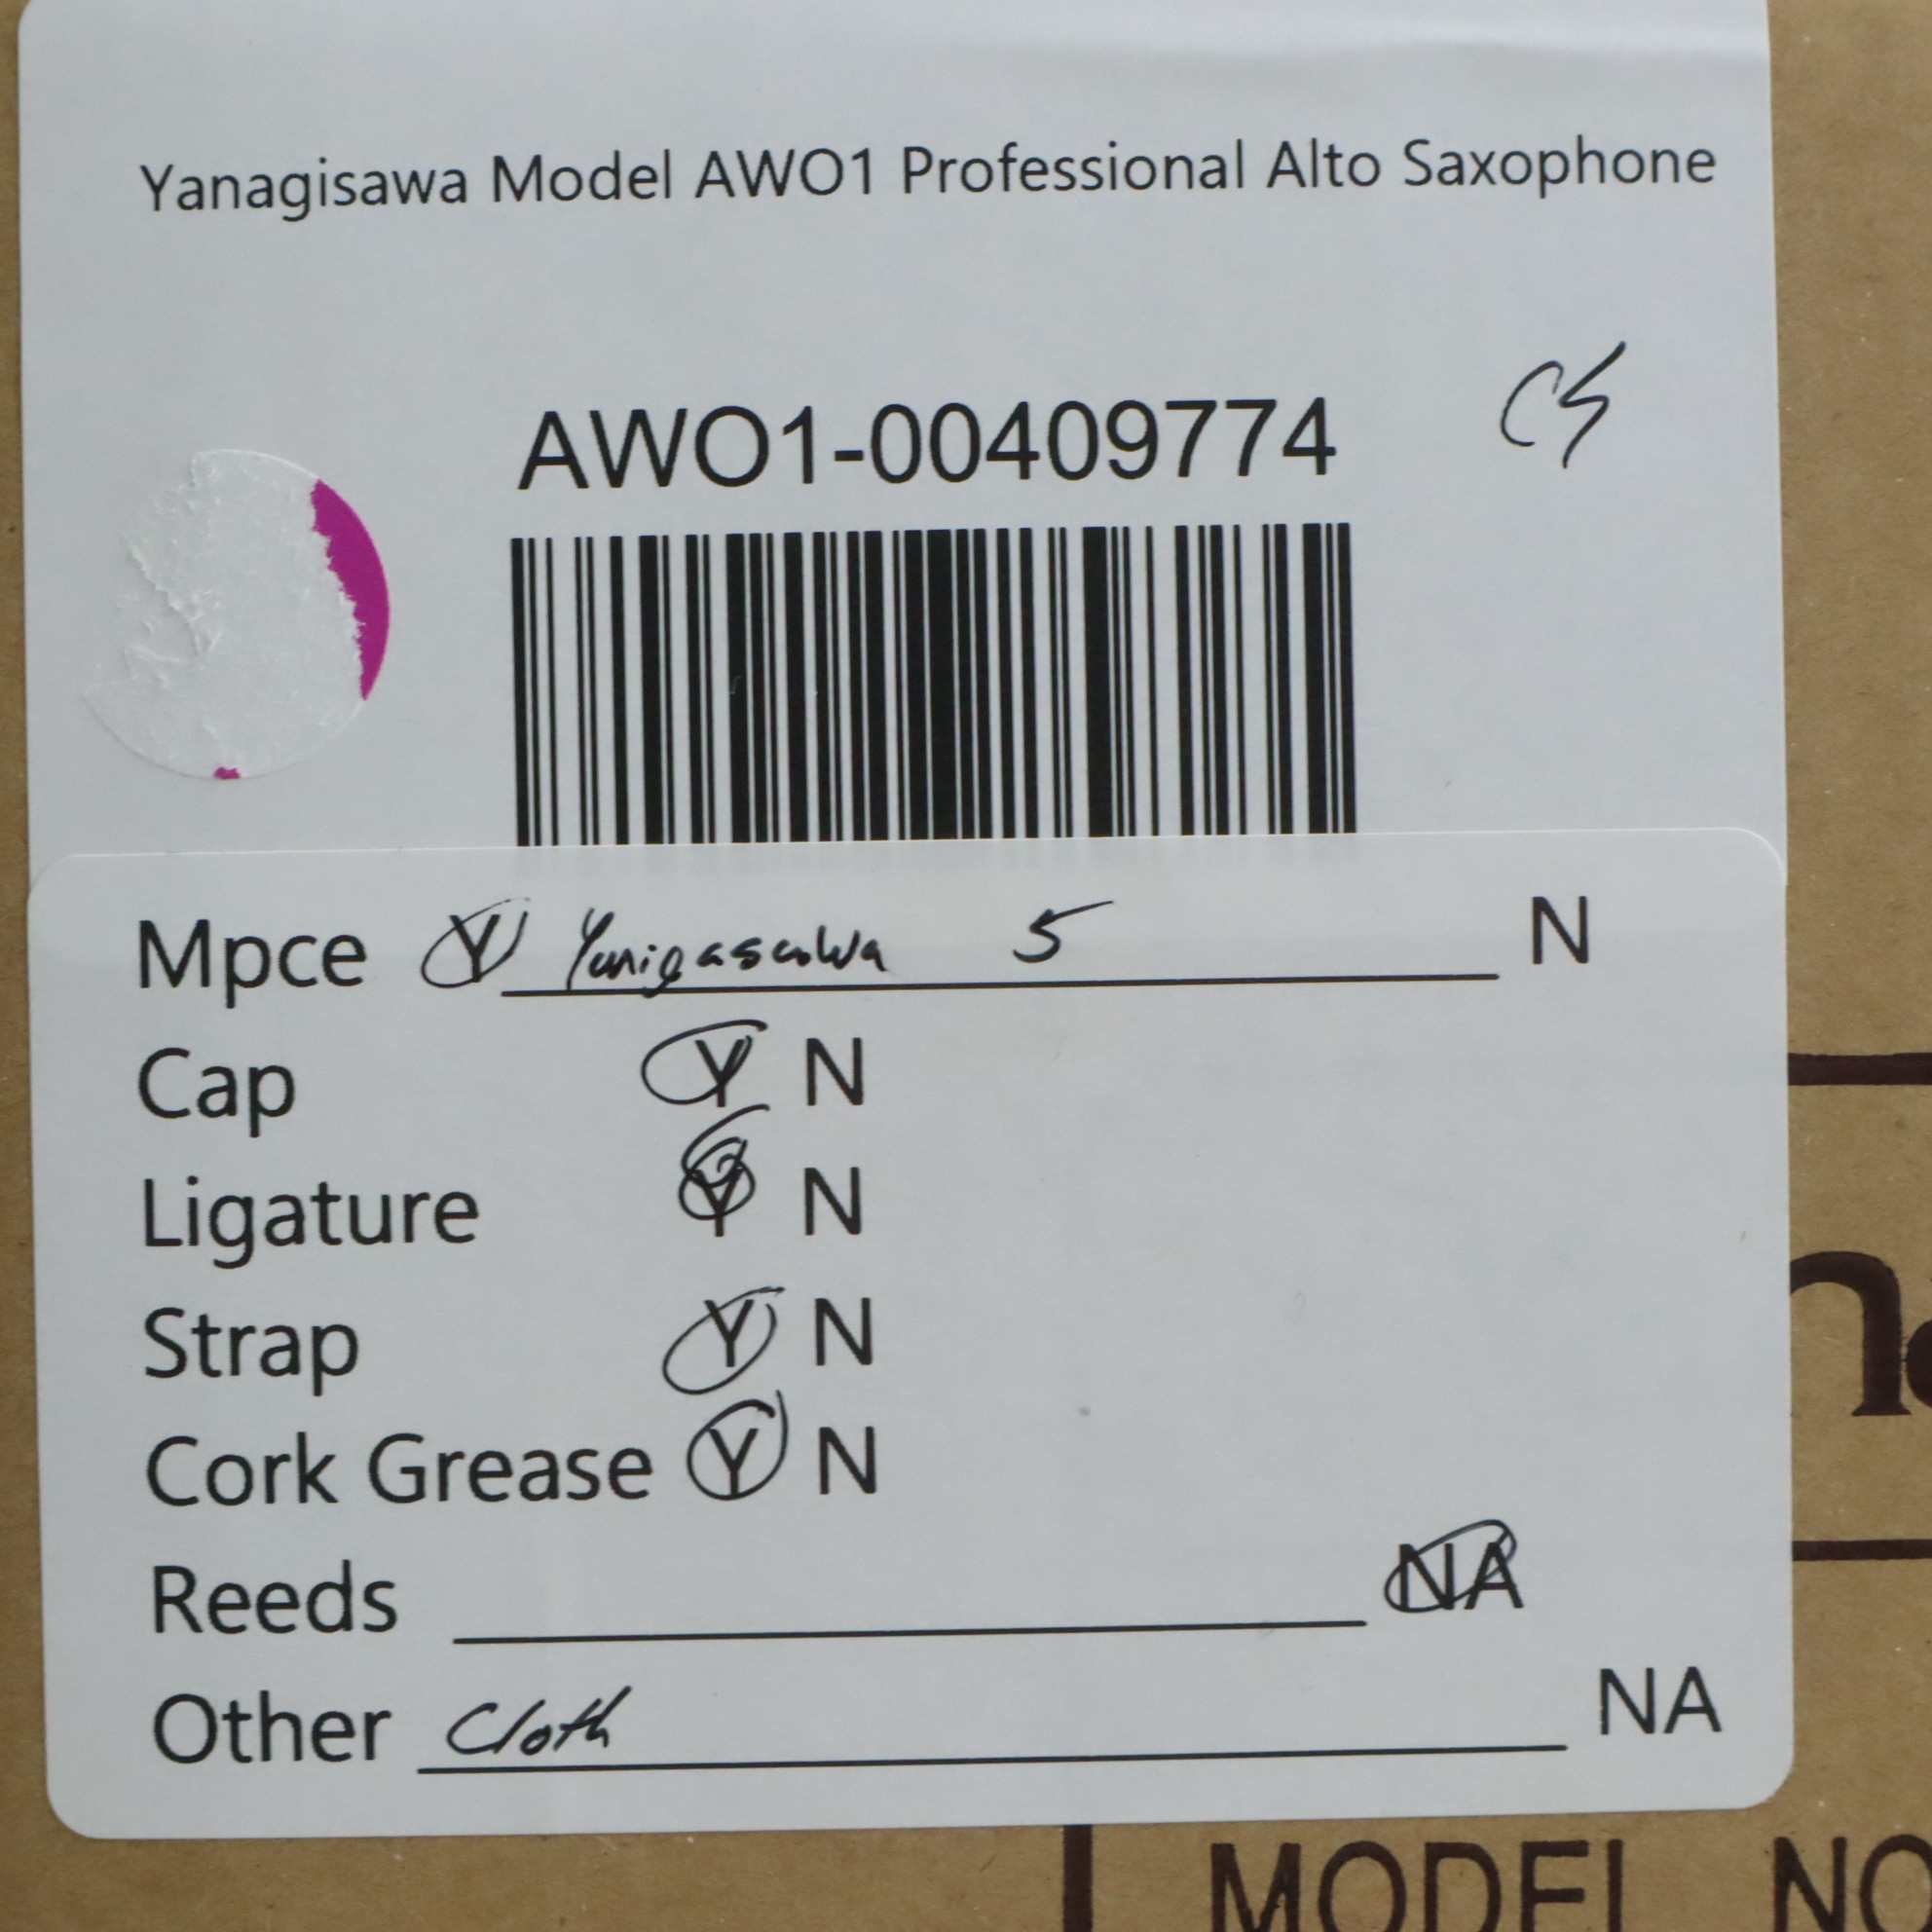 Yanagisawa Model AWO1 Professional Alto Saxophone
AWO1-00409774
CS
Mpce Y Yanigasawa 5 N
Cap Y N
Ligature Y N
Strap Y N
Cork Grease Y N
Reeds NA
Other Cloth NA
MODEL NO